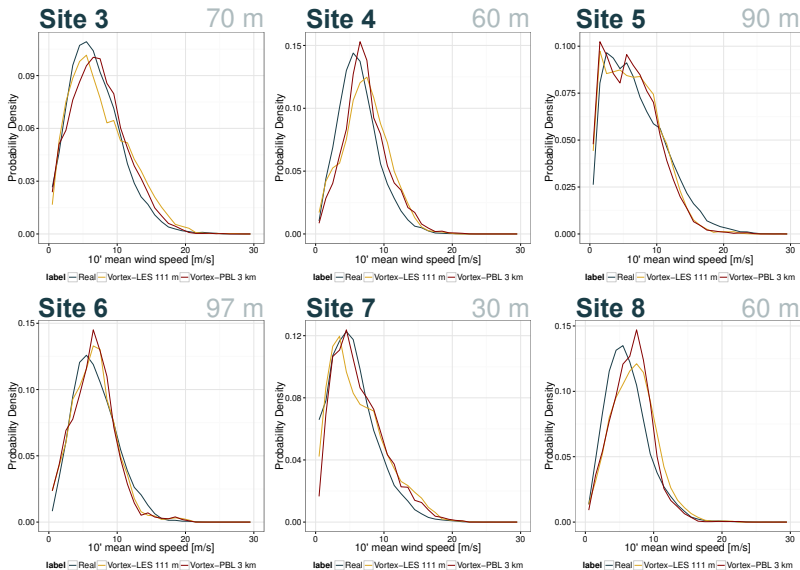 Site 3 70 m Site 4 60 m Site 5 90 m
Probability Density
0.09
0.06
0.03
0.00
0 10 20 30
10' mean wind speed [m/s]
label Real Vortex−LES 111 m Vortex−PBL 3 km
Probability Density
0.15
0.10
0.05
0.00
0 10 20 30
10' mean wind speed [m/s]
label Real Vortex−LES 111 m Vortex−PBL 3 km
Probability Density
0.100
0.075
0.050
0.025
0.000
0 10 20 30
10' mean wind speed [m/s]
label Real Vortex−LES 111 m Vortex−PBL 3 km
Site 6 97 m Site 7 30 m Site 8 60 m
Probability Density
0.15
0.10
0.05
0.00
0 10 20 30
10' mean wind speed [m/s]
label Real Vortex−LES 111 m Vortex−PBL 3 km
Probability Density
0.12
0.08
0.04
0.00
0 10 20 30
10' mean wind speed [m/s]
label Real Vortex−LES 111 m Vortex−PBL 3 km
Probability Density
0.15
0.10
0.05
0.00
0 10 20 30
10' mean wind speed [m/s]
label Real Vortex−LES 111 m Vortex−PBL 3 km